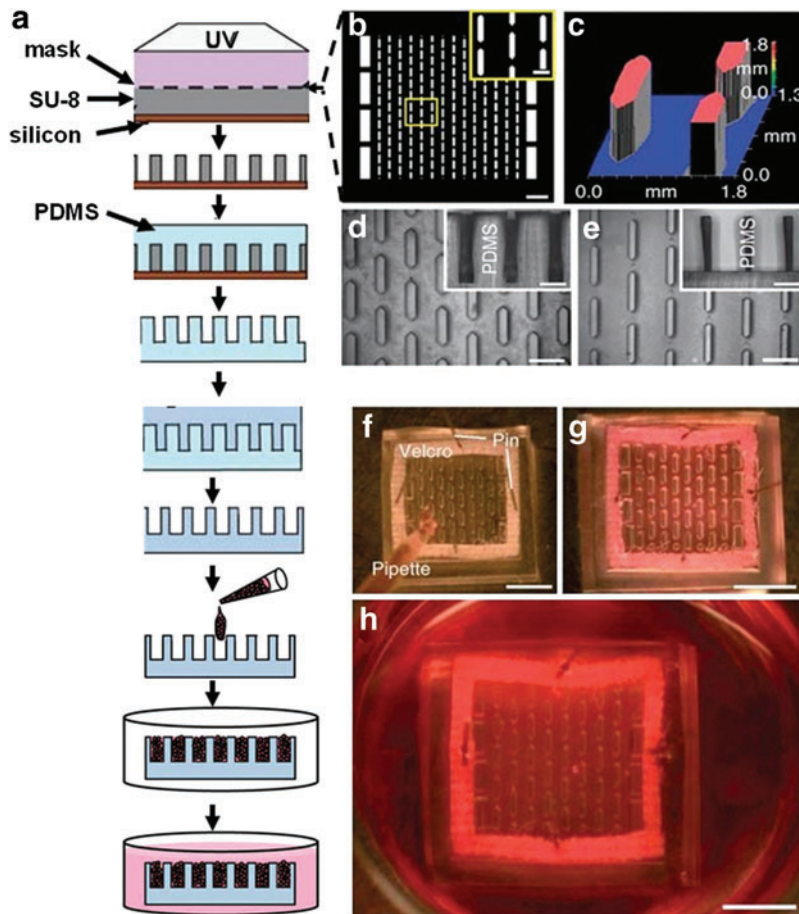 a
UV
mask
SU-8
silicon
PDMS
b
c
1.8
mm
0.0
1.3
mm
0.0
0.0 mm 1.8
d
PDMS
e
PDMS
f
Pin
Velcro
Pipette
g
h